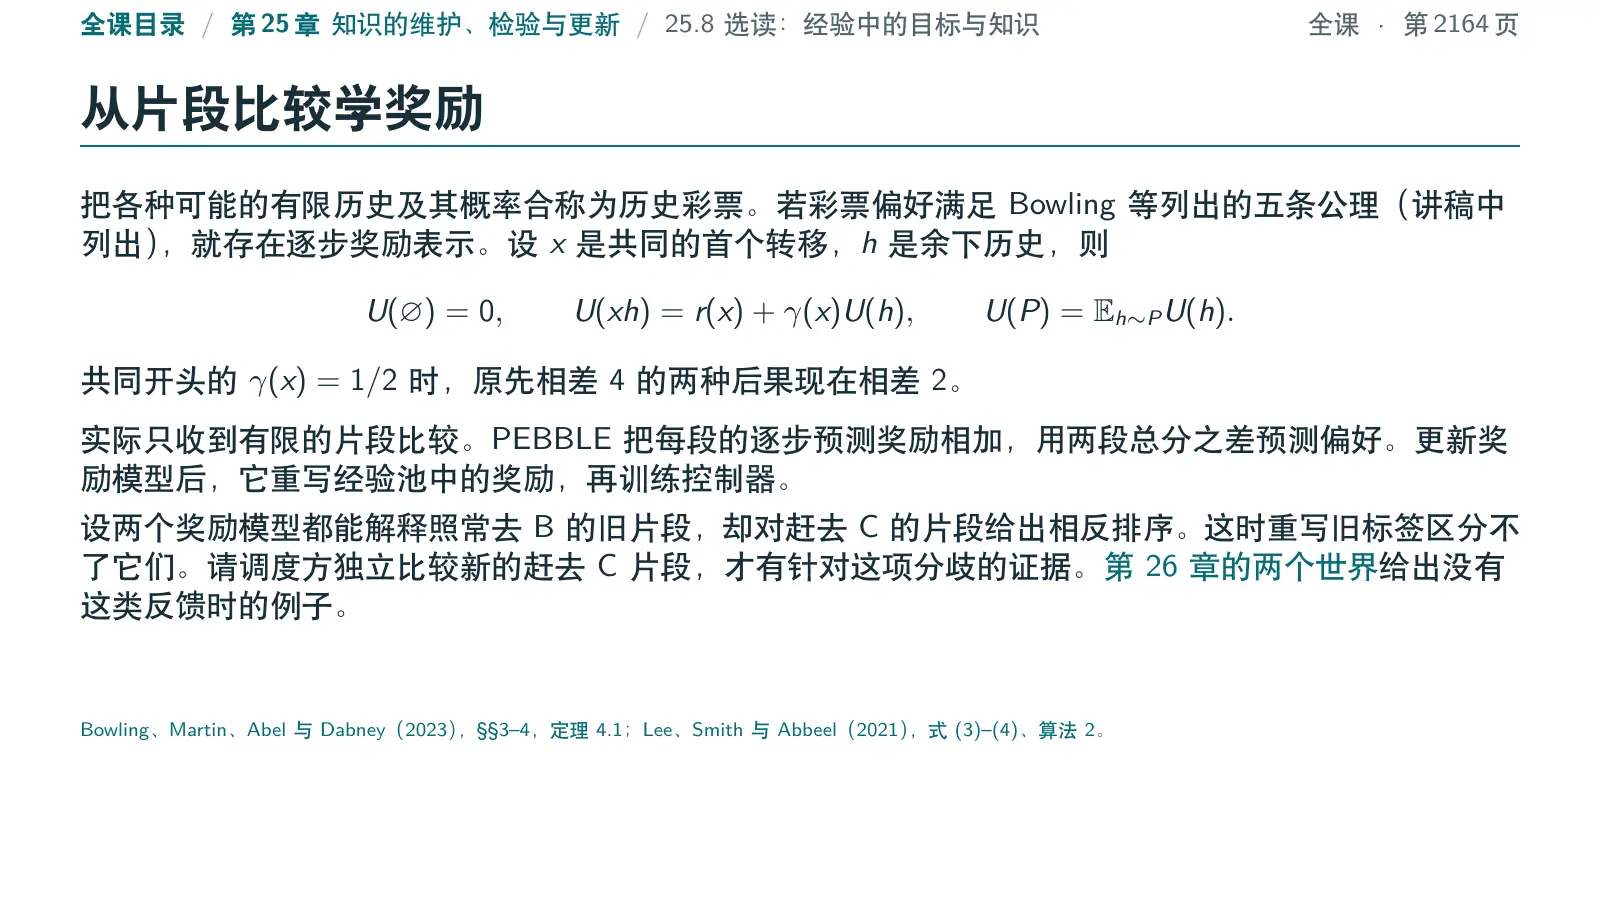 全课目录 / 第 25 章 知识的维护、检验与更新 / 25.8 选读：经验中的目标与知识 全课 · 第 2164 页
从片段比较学奖励
把各种可能的有限历史及其概率合称为历史彩票。若彩票偏好满足 Bowling 等列出的五条公理（讲稿中
列出），就存在逐步奖励表示。设 x 是共同的首个转移，h 是余下历史，则
U(∅) = 0, U(xh) = r(x) + γ(x)U(h), U(P) = 𝔼h∼P U(h).
共同开头的 γ(x) = 1/2 时，原先相差 4 的两种后果现在相差 2。
实际只收到有限的片段比较。PEBBLE 把每段的逐步预测奖励相加，用两段总分之差预测偏好。更新奖
励模型后，它重写经验池中的奖励，再训练控制器。
设两个奖励模型都能解释照常去 B 的旧片段，却对赶去 C 的片段给出相反排序。这时重写旧标签区分不
了它们。请调度方独立比较新的赶去 C 片段，才有针对这项分歧的证据。第 26 章的两个世界给出没有
这类反馈时的例子。
Bowling、Martin、Abel 与 Dabney（2023），§§3–4，定理 4.1；Lee、Smith 与 Abbeel（2021），式 (3)–(4)、算法 2。